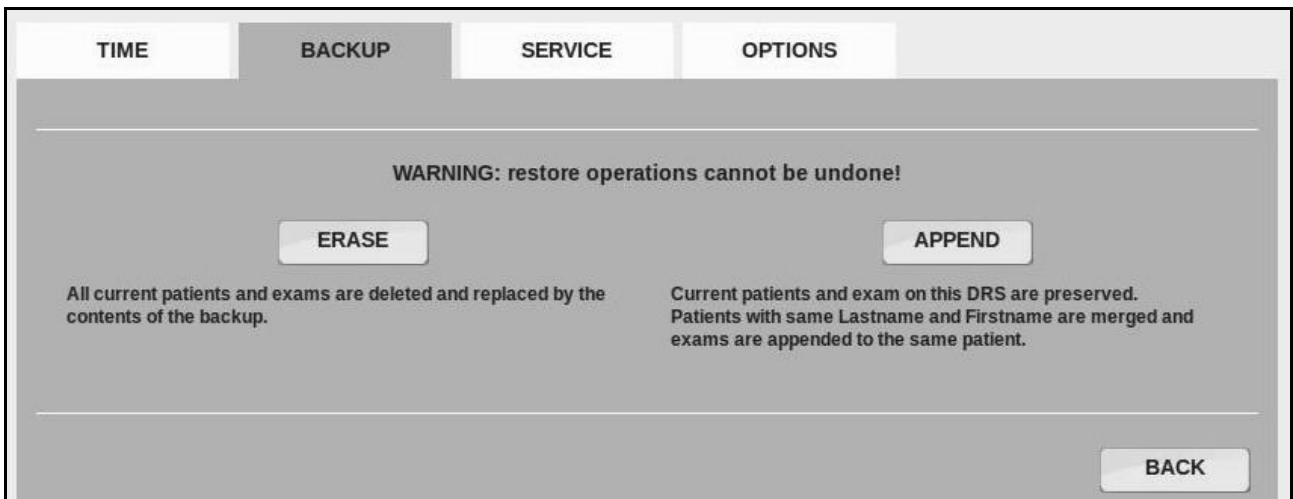 TIME BACKUP SERVICE OPTIONS
WARNING: restore operations cannot be undone!
ERASE
All current patients and exams are deleted and replaced by the
contents of the backup.
APPEND
Current patients and exam on this DRS are preserved.
Patients with same Lastname and Firstname are merged and
exams are appended to the same patient.
BACK